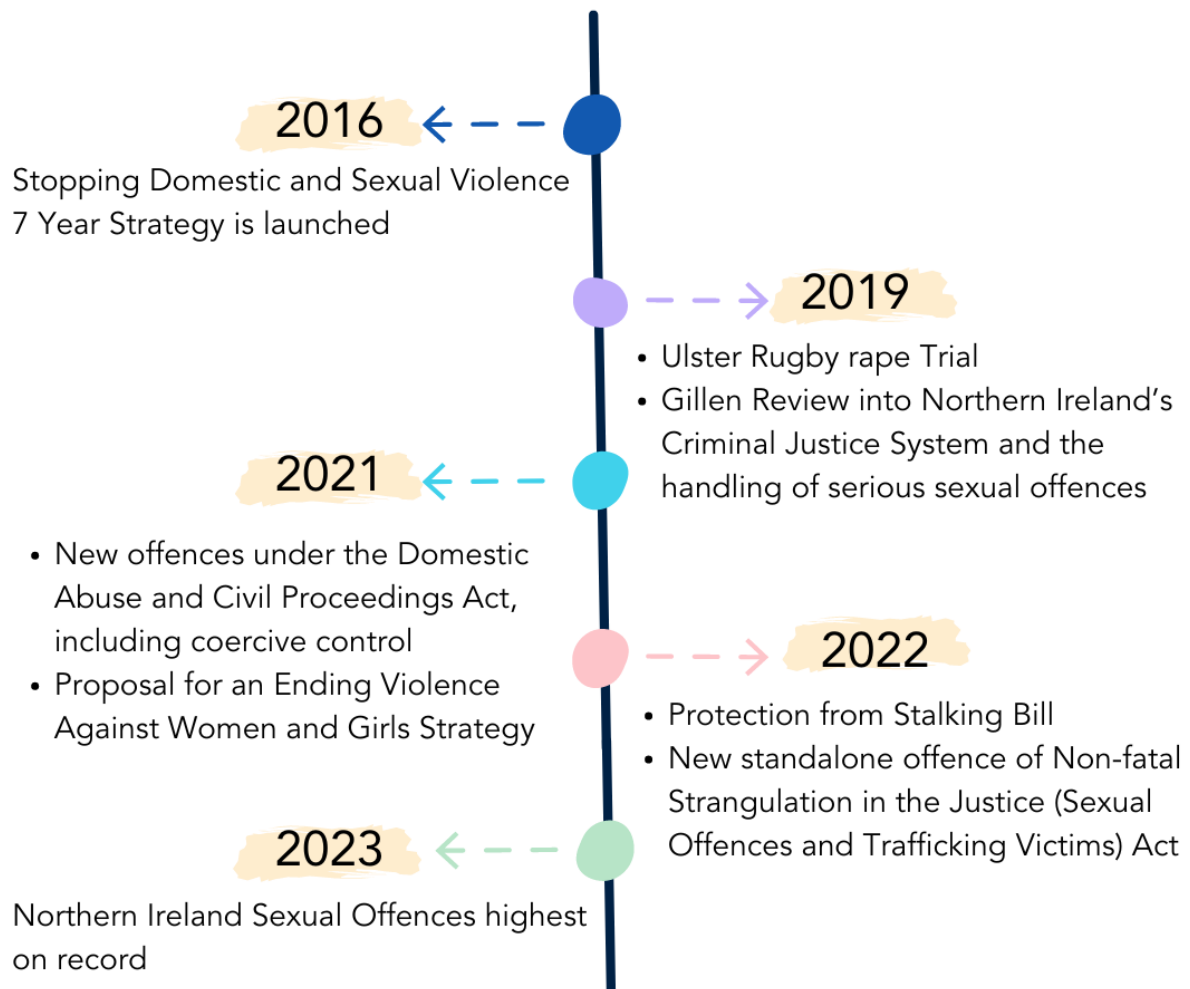 2016
Stopping Domestic and Sexual Violence
7 Year Strategy is launched
2019
• Ulster Rugby rape Trial
• Gillen Review into Northern Ireland’s
Criminal Justice System and the
handling of serious sexual offences
2021
• New offences under the Domestic
Abuse and Civil Proceedings Act,
including coercive control
• Proposal for an Ending Violence
Against Women and Girls Strategy
2022
• Protection from Stalking Bill
• New standalone offence of Non-fatal
Strangulation in the Justice (Sexual
Offences and Trafficking Victims) Act
2023
Northern Ireland Sexual Offences highest
on record